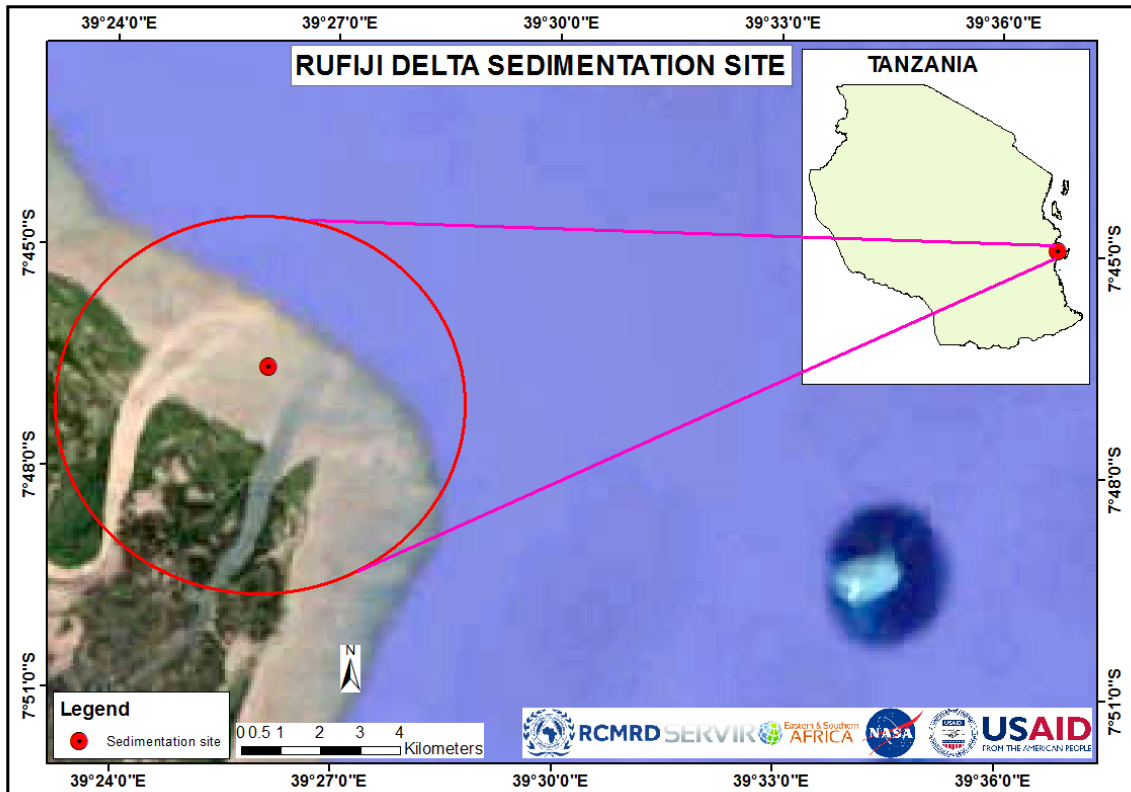 39°24'0"E 39°27'0"E 39°30'0"E 39°33'0"E 39°36'0"E
RUFIJI DELTA SEDIMENTATION SITE
TANZANIA
7°45'0"S
7°45'0"S
7°48'0"S
7°48'0"S
7°51'0"S
7°51'0"S
N
Legend
Sedimentation site
0 0.5 1 2 3 4
Kilometers
RCMRD
SERVIR
Eastern & Southern
AFRICA
NASA
USAID
USAID
FROM THE AMERICAN PEOPLE
39°24'0"E 39°27'0"E 39°30'0"E 39°33'0"E 39°36'0"E